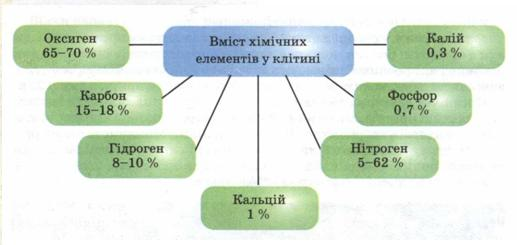 Вміст хімічних
елементів у клітині
Оксиген
65–70 %
Карбон
15–18 %
Гідроген
8–10 %
Кальцій
1 %
Нітроген
5–62 %
Фосфор
0,7 %
Калій
0,3 %